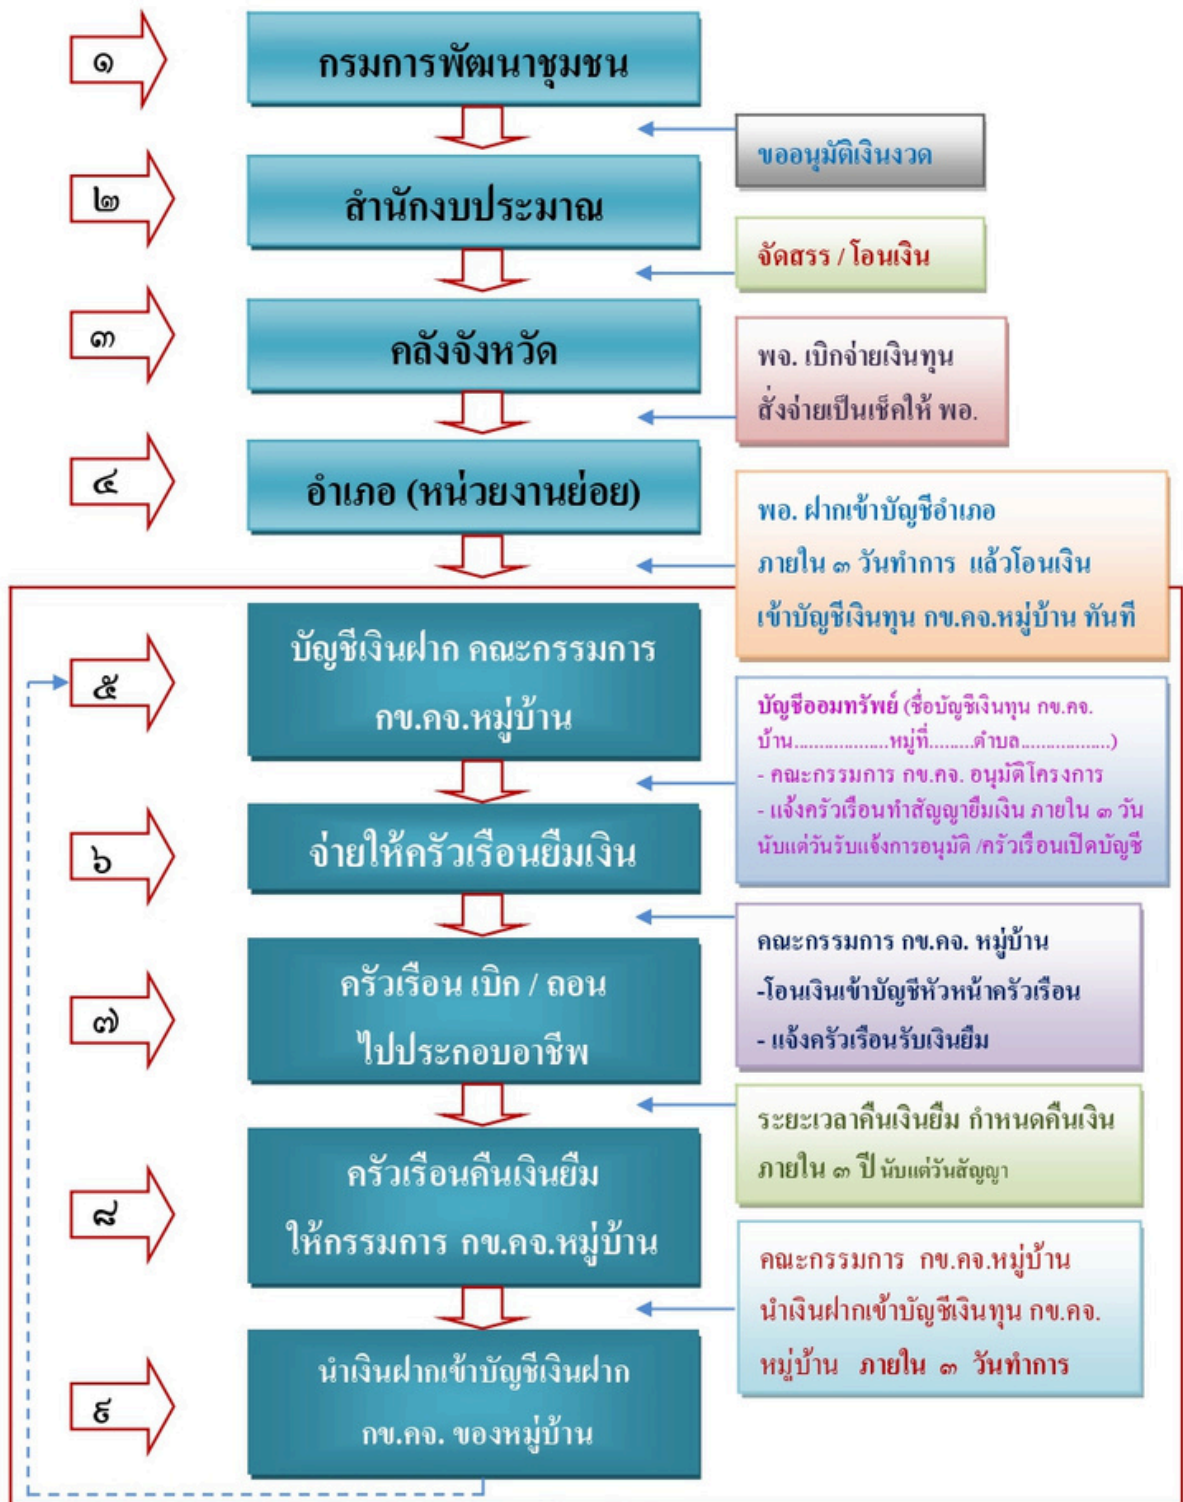 ๑
กรมการพัฒนาชุมชน
ขออนุมัติเงินงวด
๒
สำนักงบประมาณ
จัดสรร / โอนเงิน
๓
คลังจังหวัด
พจ. เบิกจ่ายเงินทุน
สั่งจ่ายเป็นเช็คให้ พอ.
๔
อำเภอ (หน่วยงานย่อย)
พอ. ฝากเข้าบัญชีอำเภอ
ภายใน ๓ วันทำการ แล้วโอนเงิน
เข้าบัญชีเงินทุน กข.คจ.หมู่บ้าน ทันที
๕
บัญชีเงินฝาก คณะกรรมการ
กข.คจ.หมู่บ้าน
บัญชีออมทรัพย์ (ชื่อบัญชีเงินทุน กข.คจ.
บ้าน...................หมู่ที่.........ตำบล..................)
- คณะกรรมการ กข.คจ. อนุมัติโครงการ
- แจ้งครัวเรือนทำสัญญายืมเงิน ภายใน ๓ วัน
นับแต่วันรับแจ้งการอนุมัติ /ครัวเรือนเปิดบัญชี
๖
จ่ายให้ครัวเรือนยืมเงิน
คณะกรรมการ กข.คจ. หมู่บ้าน
-โอนเงินเข้าบัญชีหัวหน้าครัวเรือน
- แจ้งครัวเรือนรับเงินยืม
๗
ครัวเรือน เบิก / ถอน
ไปประกอบอาชีพ
ระยะเวลาคืนเงินยืม กำหนดคืนเงิน
ภายใน ๓ ปี นับแต่วันสัญญา
๘
ครัวเรือนคืนเงินยืม
ให้กรรมการ กข.คจ.หมู่บ้าน
คณะกรรมการ กข.คจ.หมู่บ้าน
นำเงินฝากเข้าบัญชีเงินทุน กข.คจ.
หมู่บ้าน ภายใน ๓ วันทำการ
๙
นำเงินฝากเข้าบัญชีเงินฝาก
กข.คจ. ของหมู่บ้าน